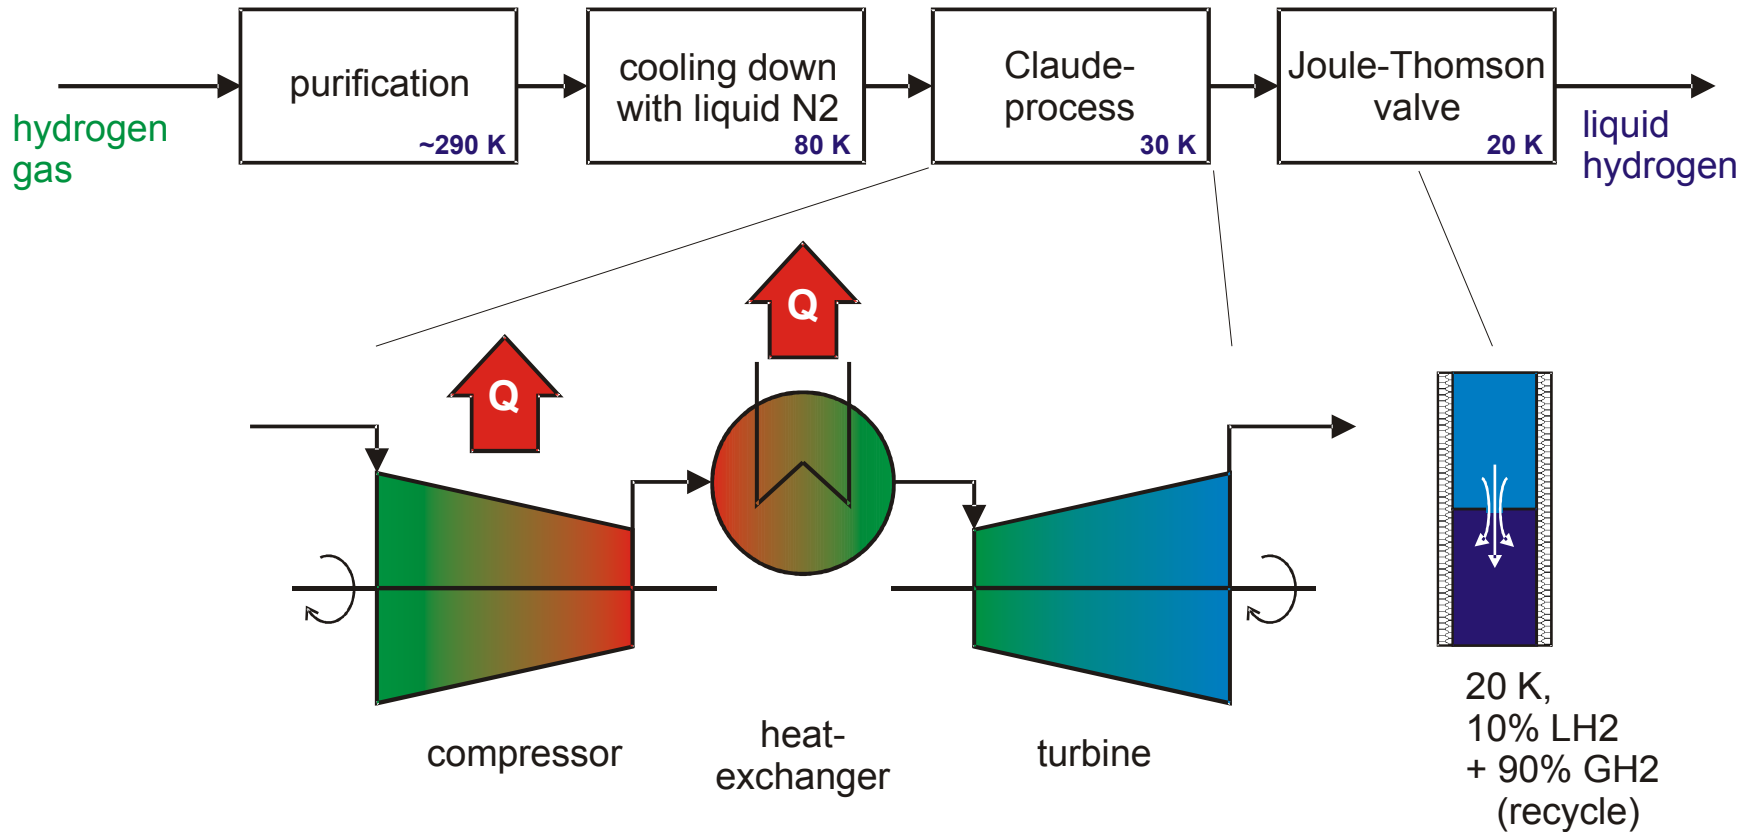 purification
~290 K
cooling down
with liquid N2
80 K
Claude-
process
30 K
Joule-Thomson
valve
20 K
hydrogen
gas
liquid
hydrogen
Q
Q
compressor
heat-
exchanger
turbine
20 K,
10% LH2
+ 90% GH2
(recycle)